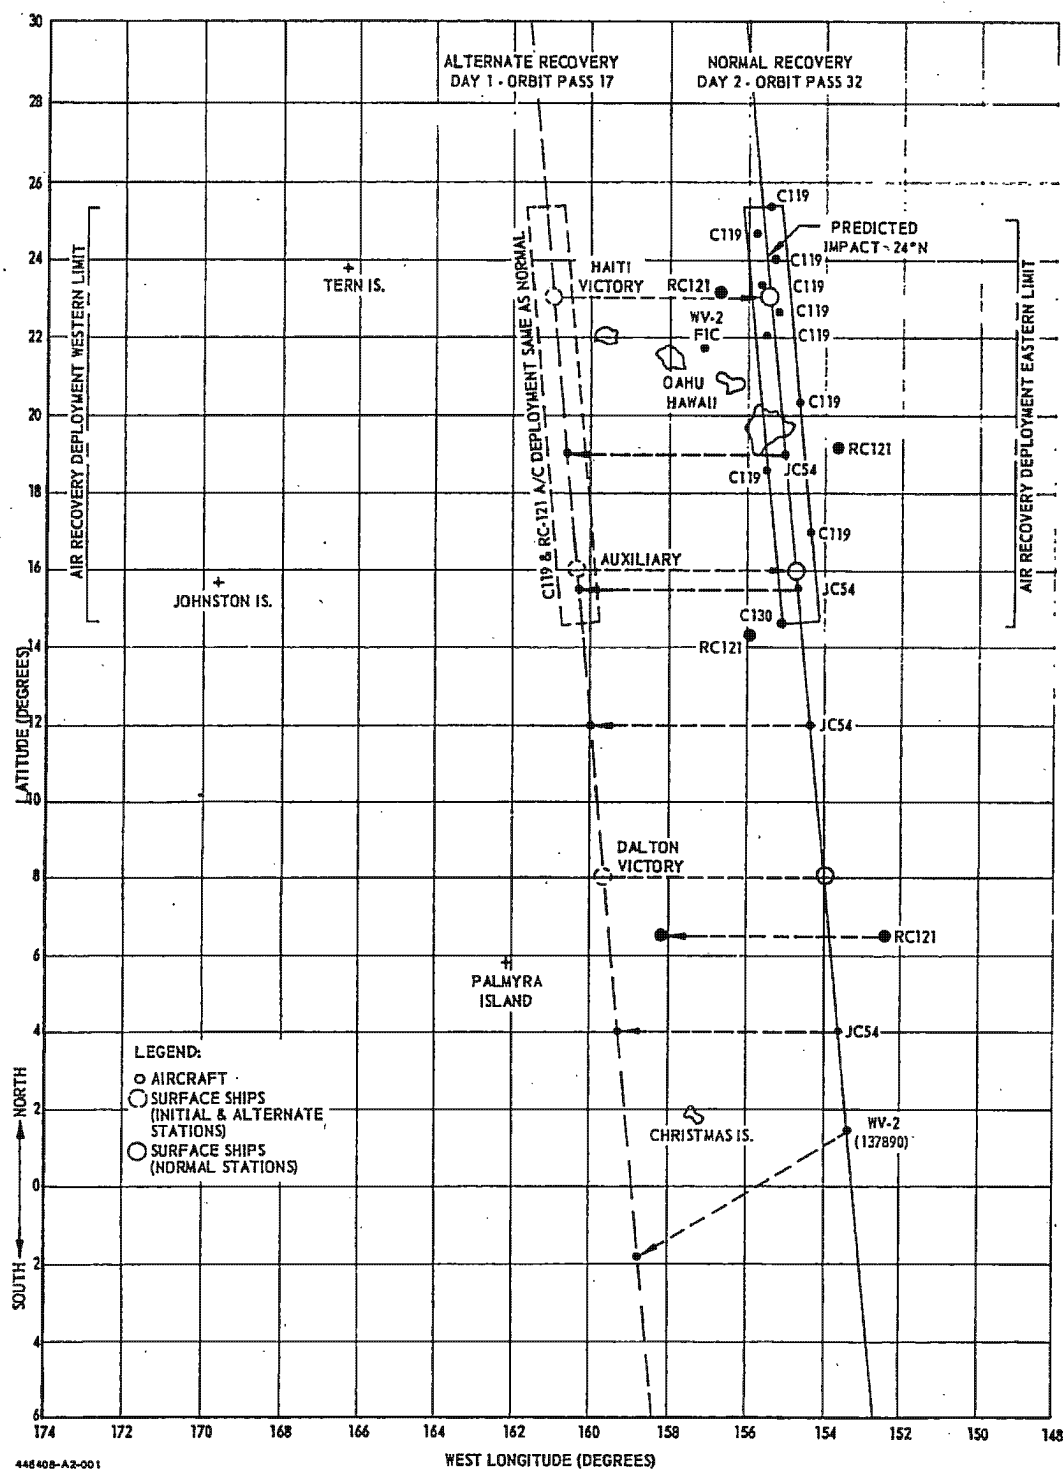 30
28
26
24
22
20
18
16
14
12
10
8
6
4
2
0
2
4
6
LATITUDE (DEGREES)
SOUTH
NORTH
ALTERNATE RECOVERY
DAY 1 - ORBIT PASS 17
NORMAL RECOVERY
DAY 2 - ORBIT PASS 32
AIR RECOVERY DEPLOYMENT WESTERN LIMIT
C119 & RC-121 A/C DEPLOYMENT SAME AS NORMAL
AIR RECOVERY DEPLOYMENT EASTERN LIMIT
C119
C119
PREDICTED
IMPACT - 24°N
C119
TERN IS.
HAITI
VICTORY
RC121
C119
C119
WV-2
FIC
C119
OAHU
HAWAII
C119
RC121
C119
JC54
C119
AUXILIARY
JOHNSTON IS.
JC54
C130
RC121
JC54
DALTON
VICTORY
RC121
PALMYRA
ISLAND
JC54
LEGEND:
AIRCRAFT
SURFACE SHIPS
(INITIAL & ALTERNATE
STATIONS)
SURFACE SHIPS
(NORMAL STATIONS)
CHRISTMAS IS.
WV-2
(137890)
174 172 170 168 166 164 162 160 158 156 154 152 150 148
WEST LONGITUDE (DEGREES)
448408-A2-001